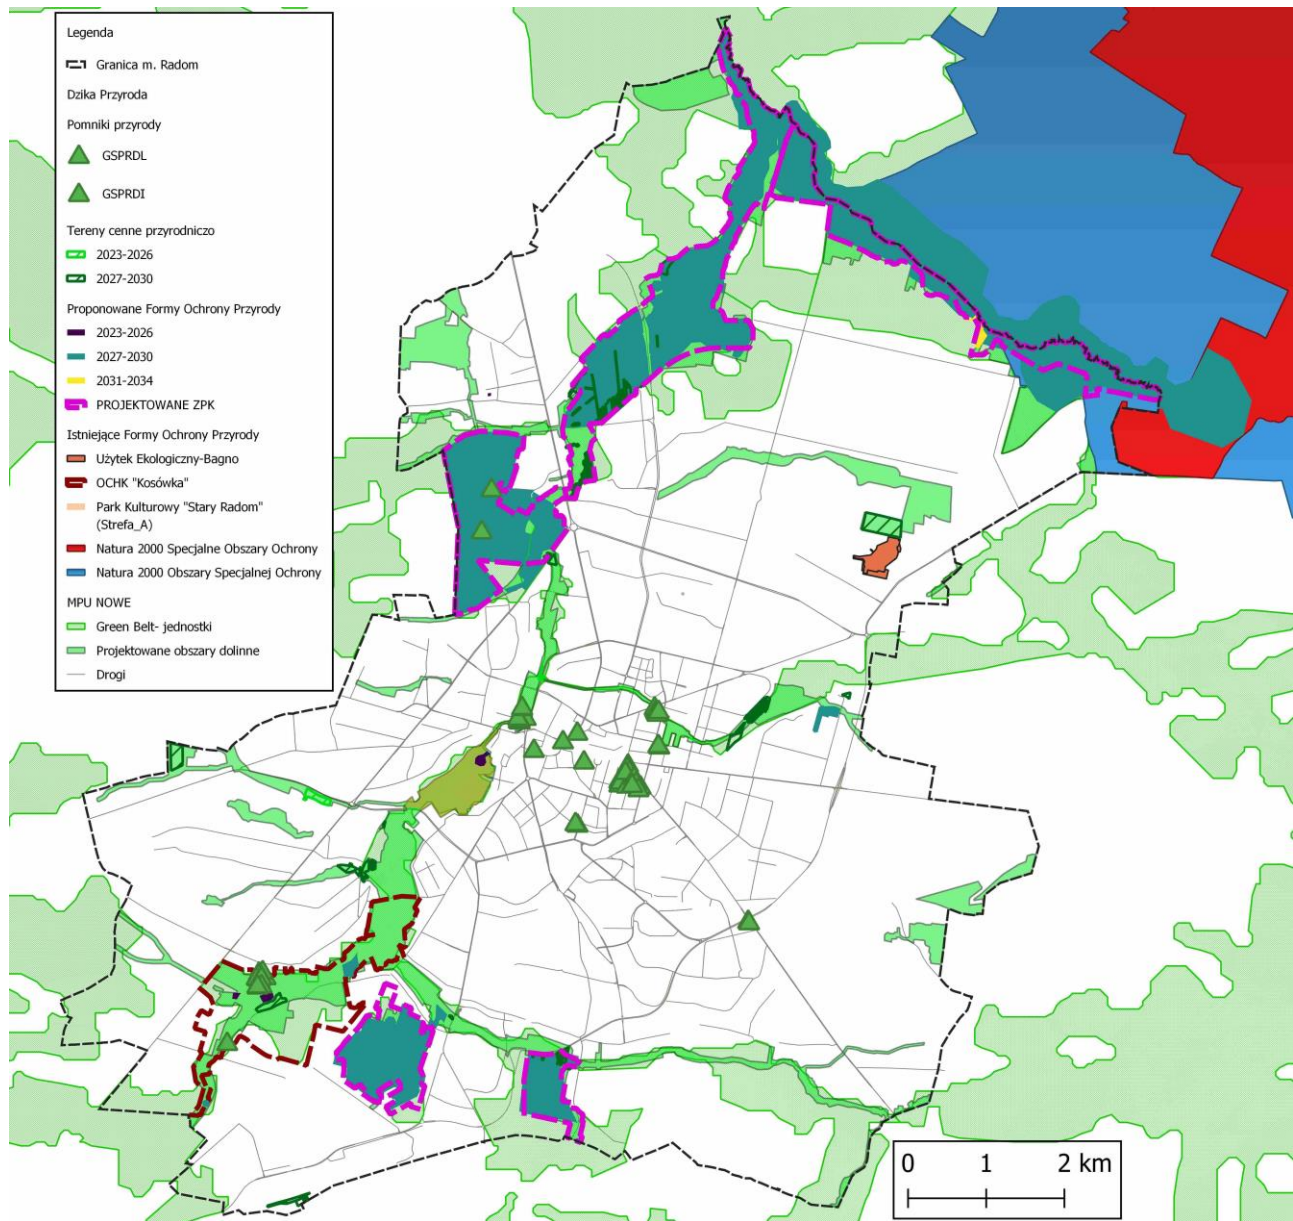 Legenda
Granica m. Radom
Dzika Przyroda
Pomniki przyrody
GSPRDL
GSPRDI
Tereny cenne przyrodniczo
2023-2026
2027-2030
Proponowane Formy Ochrony Przyrody
2023-2026
2027-2030
2031-2034
PROJEKTOWANE ZPK
Istniejące Formy Ochrony Przyrody
Użytek Ekologiczny-Bagno
OCHK "Kosówka"
Park Kulturowy "Stary Radom"
(Strefa_A)
Natura 2000 Specjalne Obszary Ochrony
Natura 2000 Obszary Specjalnej Ochrony
MPU NOWE
Green Belt- jednostki
Projektowane obszary dolinne
Drogi
0 1 2 km